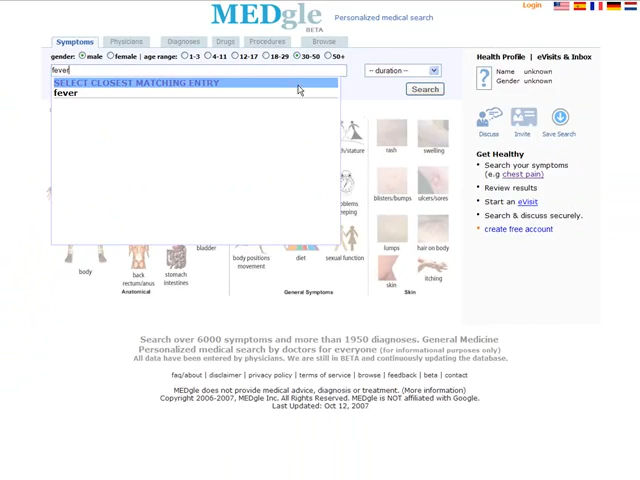 Login
MEDgle
BETA
Personalized medical search
Symptoms Physicians Diagnoses Drugs Procedures Browse
gender: male female | age range: 1-3 4-11 12-17 18-29 30-50 50+
fever
-- duration --
Search
SELECT CLOSEST MATCHING ENTRY
fever
Health Profile | eVisits & Inbox
Name unknown
Gender unknown
?
Discuss Invite Save Search
Get Healthy
• Search your symptoms
(e.g chest pain)
• Review results
• Start an eVisit
• Search & discuss securely.
• create free account
/stature
rash swelling
blisters/bumps ulcers/sores
lumps hair on body
skin itching
body
back
rectum/anus
stomach
intestines
bladder
body positions
movement
diet
sexual function
Anatomical General Symptoms Skin
Search over 6000 symptoms and more than 1950 diagnoses. General Medicine
Personalized medical search by doctors for everyone (for informational purposes only)
All data have been entered by physicians. We are still in BETA and continuously updating the database.
faq/about | disclaimer | privacy policy | terms of service | browse | feedback | beta | contact
MEDgle does not provide medical advice, diagnosis or treatment. (More information)
Copyright 2006-2007, MEDgle Inc. All Rights Reserved. MEDgle is NOT affiliated with Google.
Last Updated: Oct 12, 2007